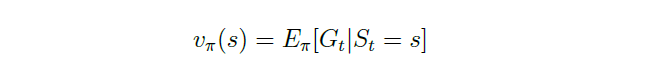 v_π(s) = E_π[G_t|S_t = s]